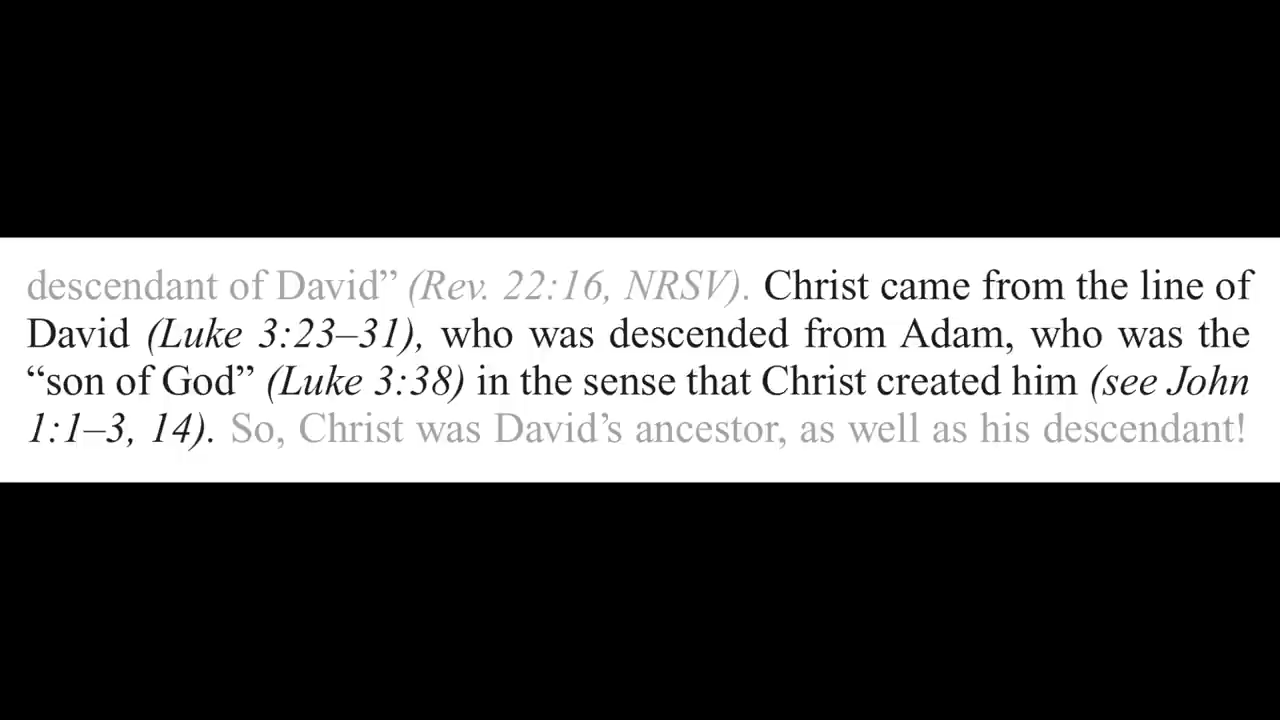 descendant of David” (Rev. 22:16, NRSV). Christ came from the line of
David (Luke 3:23–31), who was descended from Adam, who was the
“son of God” (Luke 3:38) in the sense that Christ created him (see John
1:1–3, 14). So, Christ was David’s ancestor, as well as his descendant!